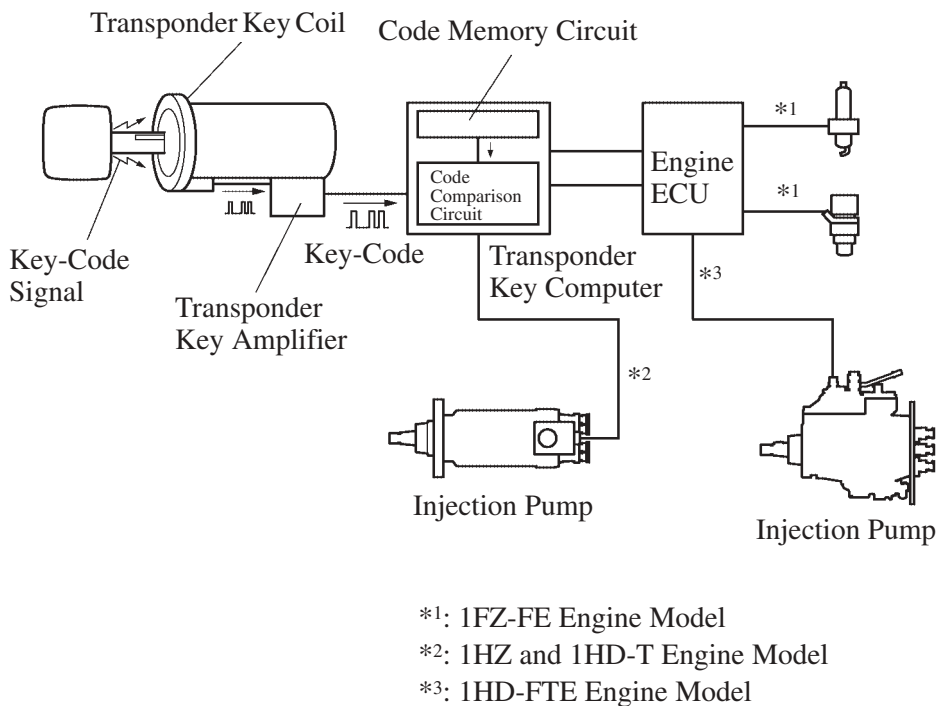 Transponder Key Coil
Code Memory Circuit
*1
Engine
ECU
Code
Comparison
Circuit
*1
Key-Code
Signal
Key-Code
Transponder
Key Computer
*3
Transponder
Key Amplifier
*2
Injection Pump
Injection Pump
*1: 1FZ-FE Engine Model
*2: 1HZ and 1HD-T Engine Model
*3: 1HD-FTE Engine Model